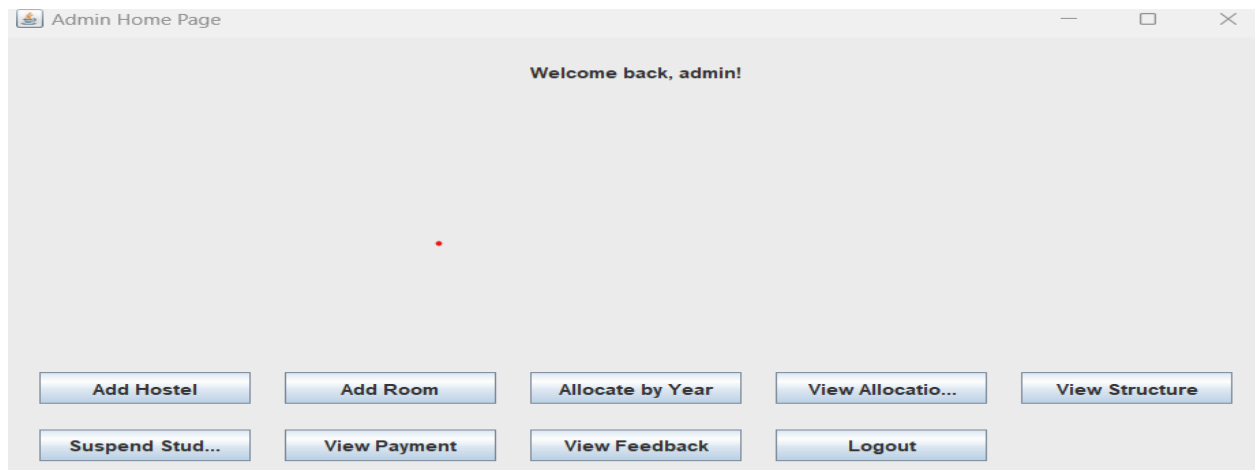 Admin Home Page
Welcome back, admin!
Add Hostel Add Room Allocate by Year View Allocatio... View Structure
Suspend Stud... View Payment View Feedback Logout